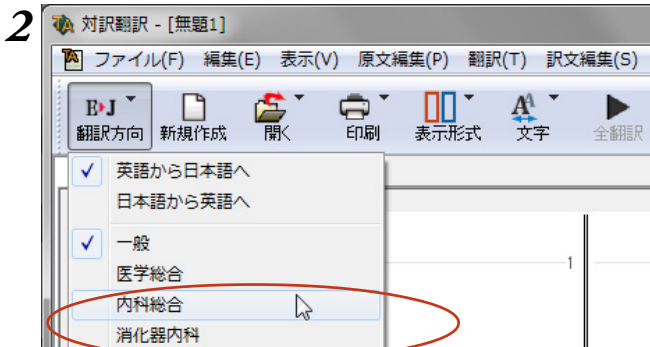 2
対訳翻訳 - [無題1]
ファイル(F) 編集(E) 表示(V) 原文編集(P) 翻訳(T) 訳文編集(S)
E▸J
翻訳方向 新規作成 開く 印刷 表示形式 文字 全翻訳
英語から日本語へ
日本語から英語へ
一般
医学総合
内科総合
消化器内科
1